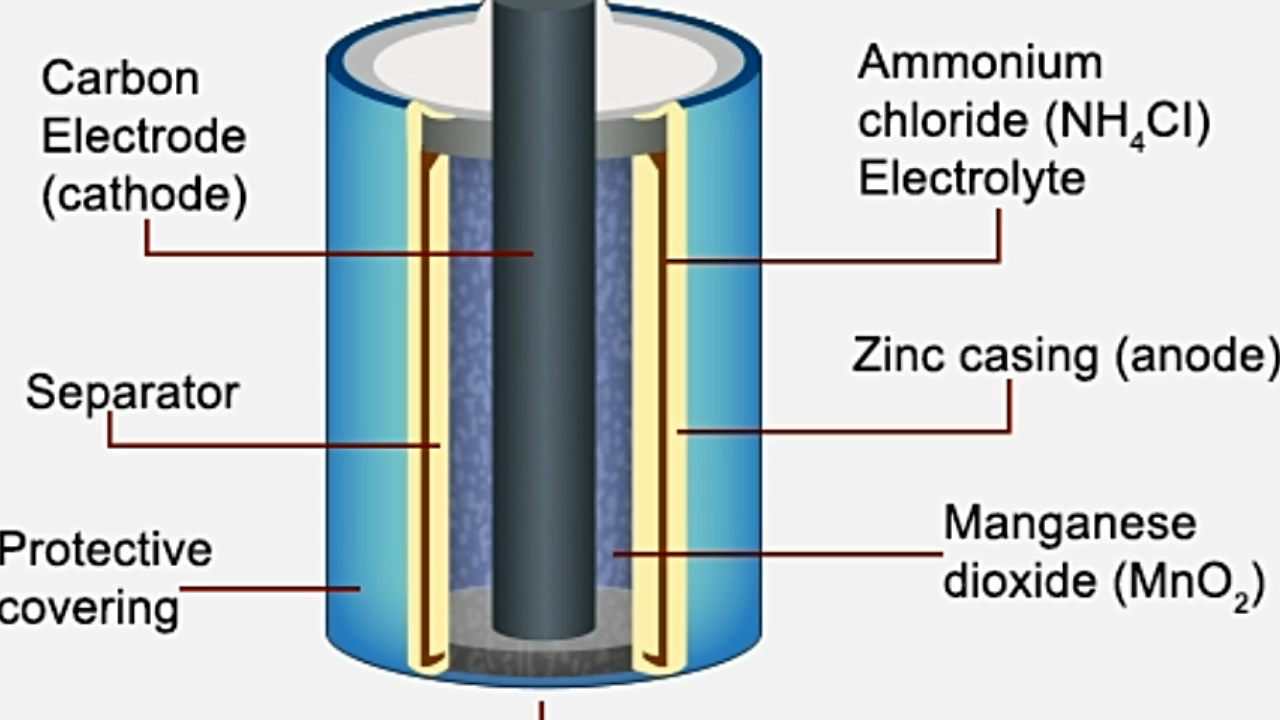 Carbon
Electrode
(cathode)
Separator
Protective
covering
Ammonium
chloride (NH₄Cl)
Electrolyte
Zinc casing (anode)
Manganese
dioxide (MnO₂)